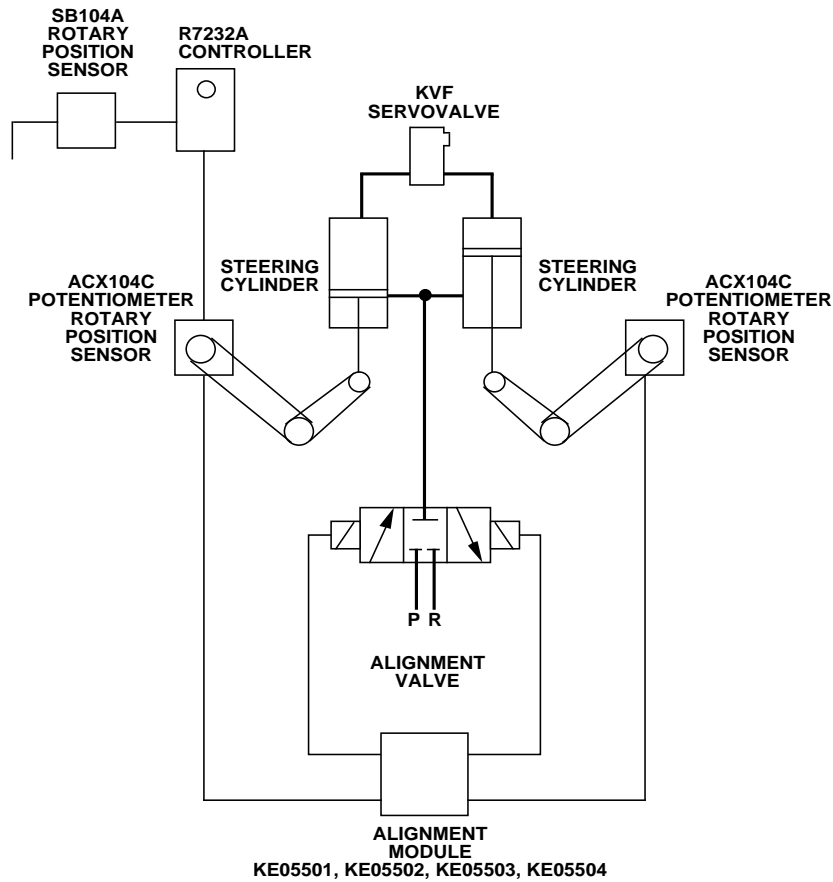 SB104A
ROTARY
POSITION
SENSOR
R7232A
CONTROLLER
KVF
SERVOVALVE
STEERING
CYLINDER
STEERING
CYLINDER
ACX104C
POTENTIOMETER
ROTARY
POSITION
SENSOR
ACX104C
POTENTIOMETER
ROTARY
POSITION
SENSOR
P R
ALIGNMENT
VALVE
ALIGNMENT
MODULE
KE05501, KE05502, KE05503, KE05504